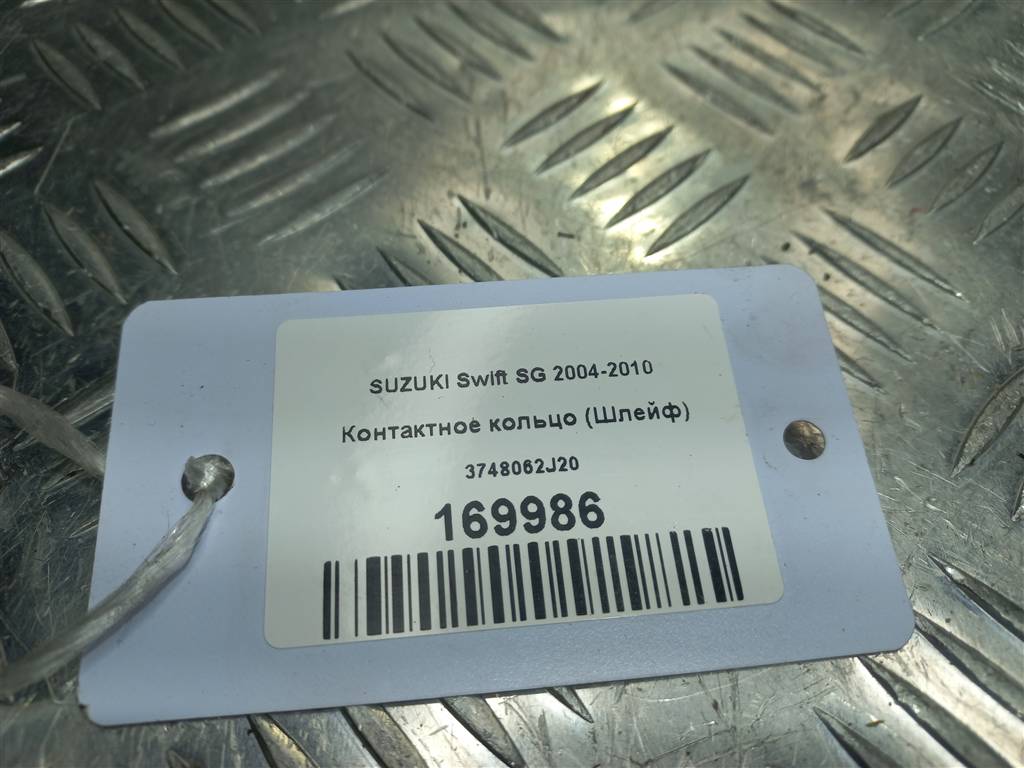 SUZUKI Swift SG 2004-2010
Контактное кольцо (Шлейф)
3748062J20
169986